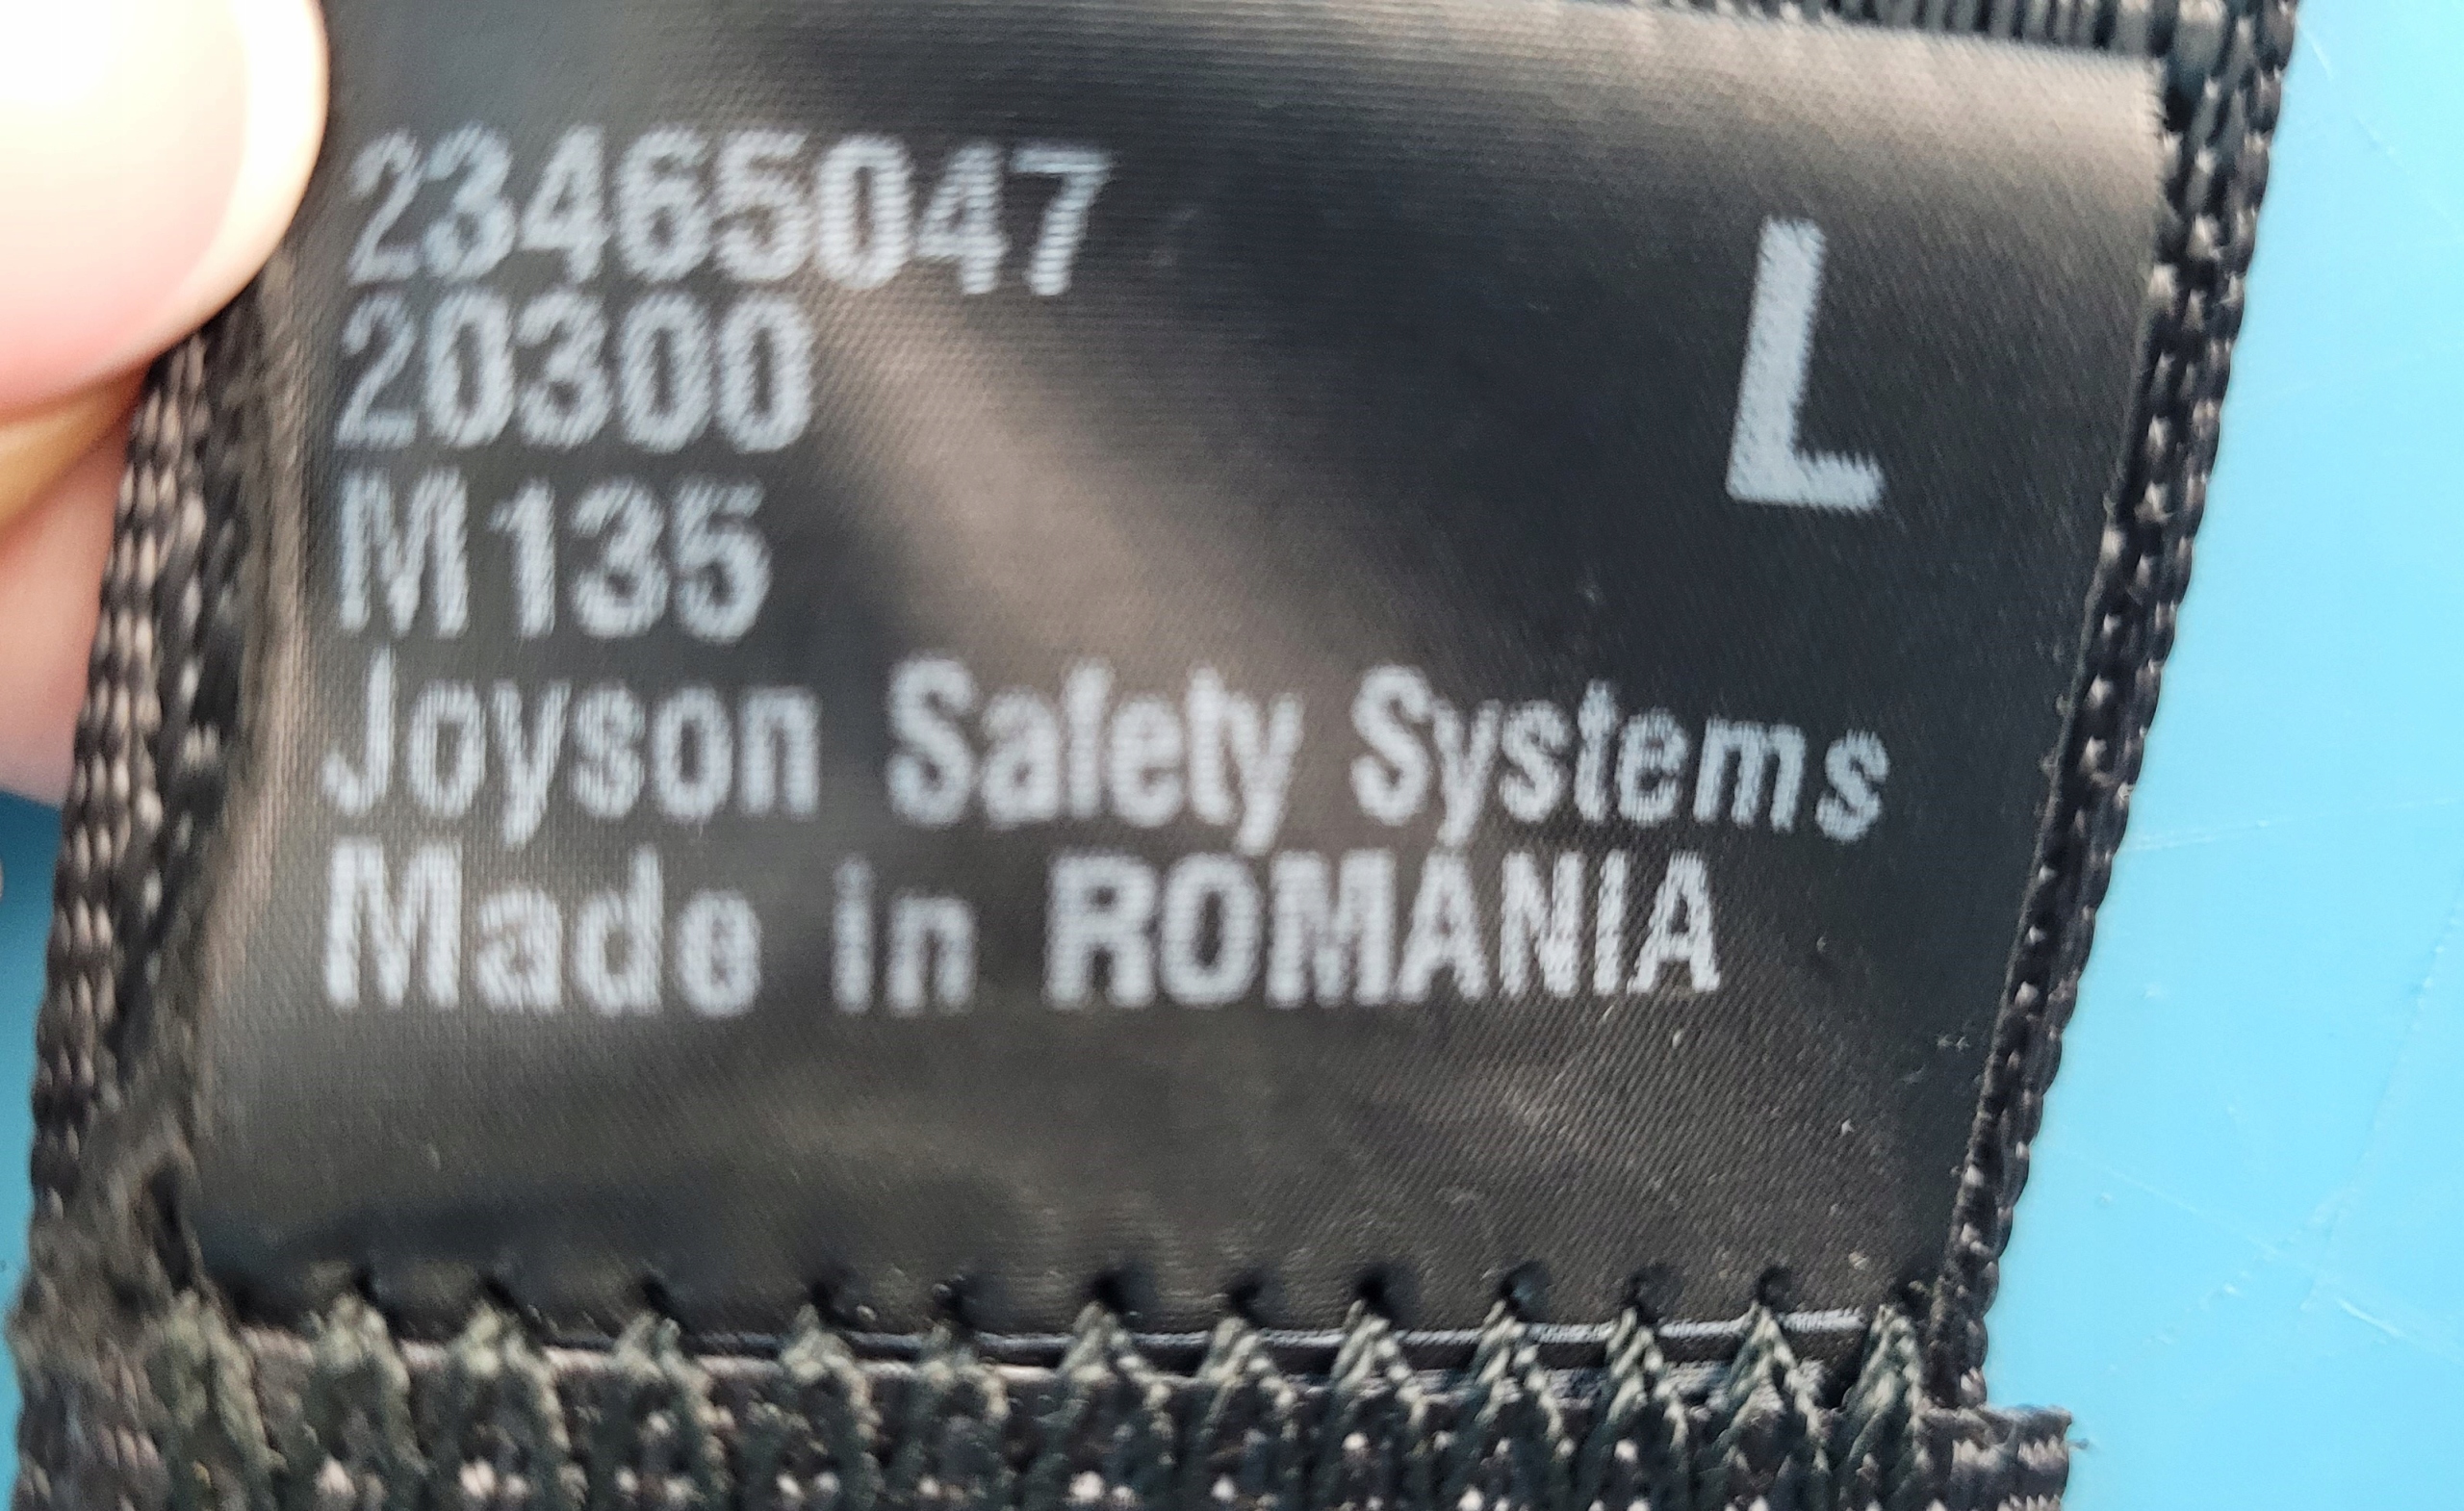 23465047
L
20300
M135
Joyson Safety Systems
Made in ROMANIA